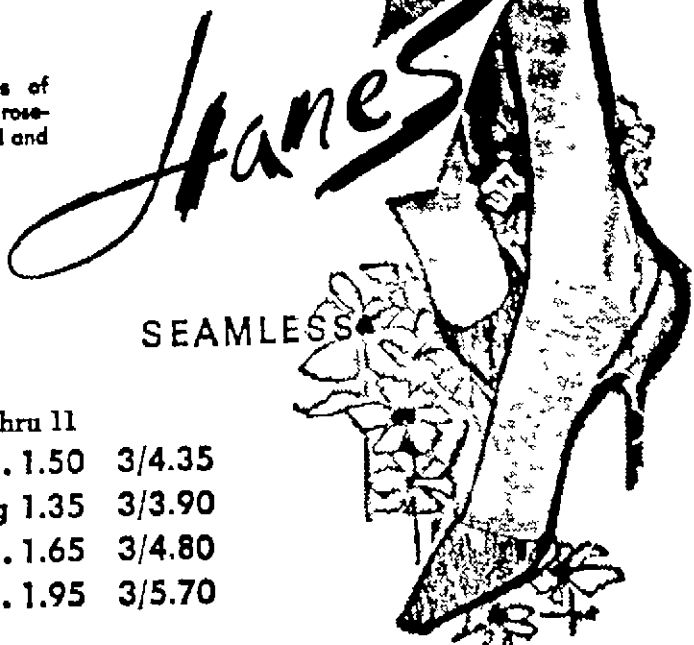 s of
rose-
d and
Hanes
SEAMLESS
hru 11
. 1.50 3/4.35
g 1.35 3/3.90
. 1.65 3/4.80
. 1.95 3/5.70